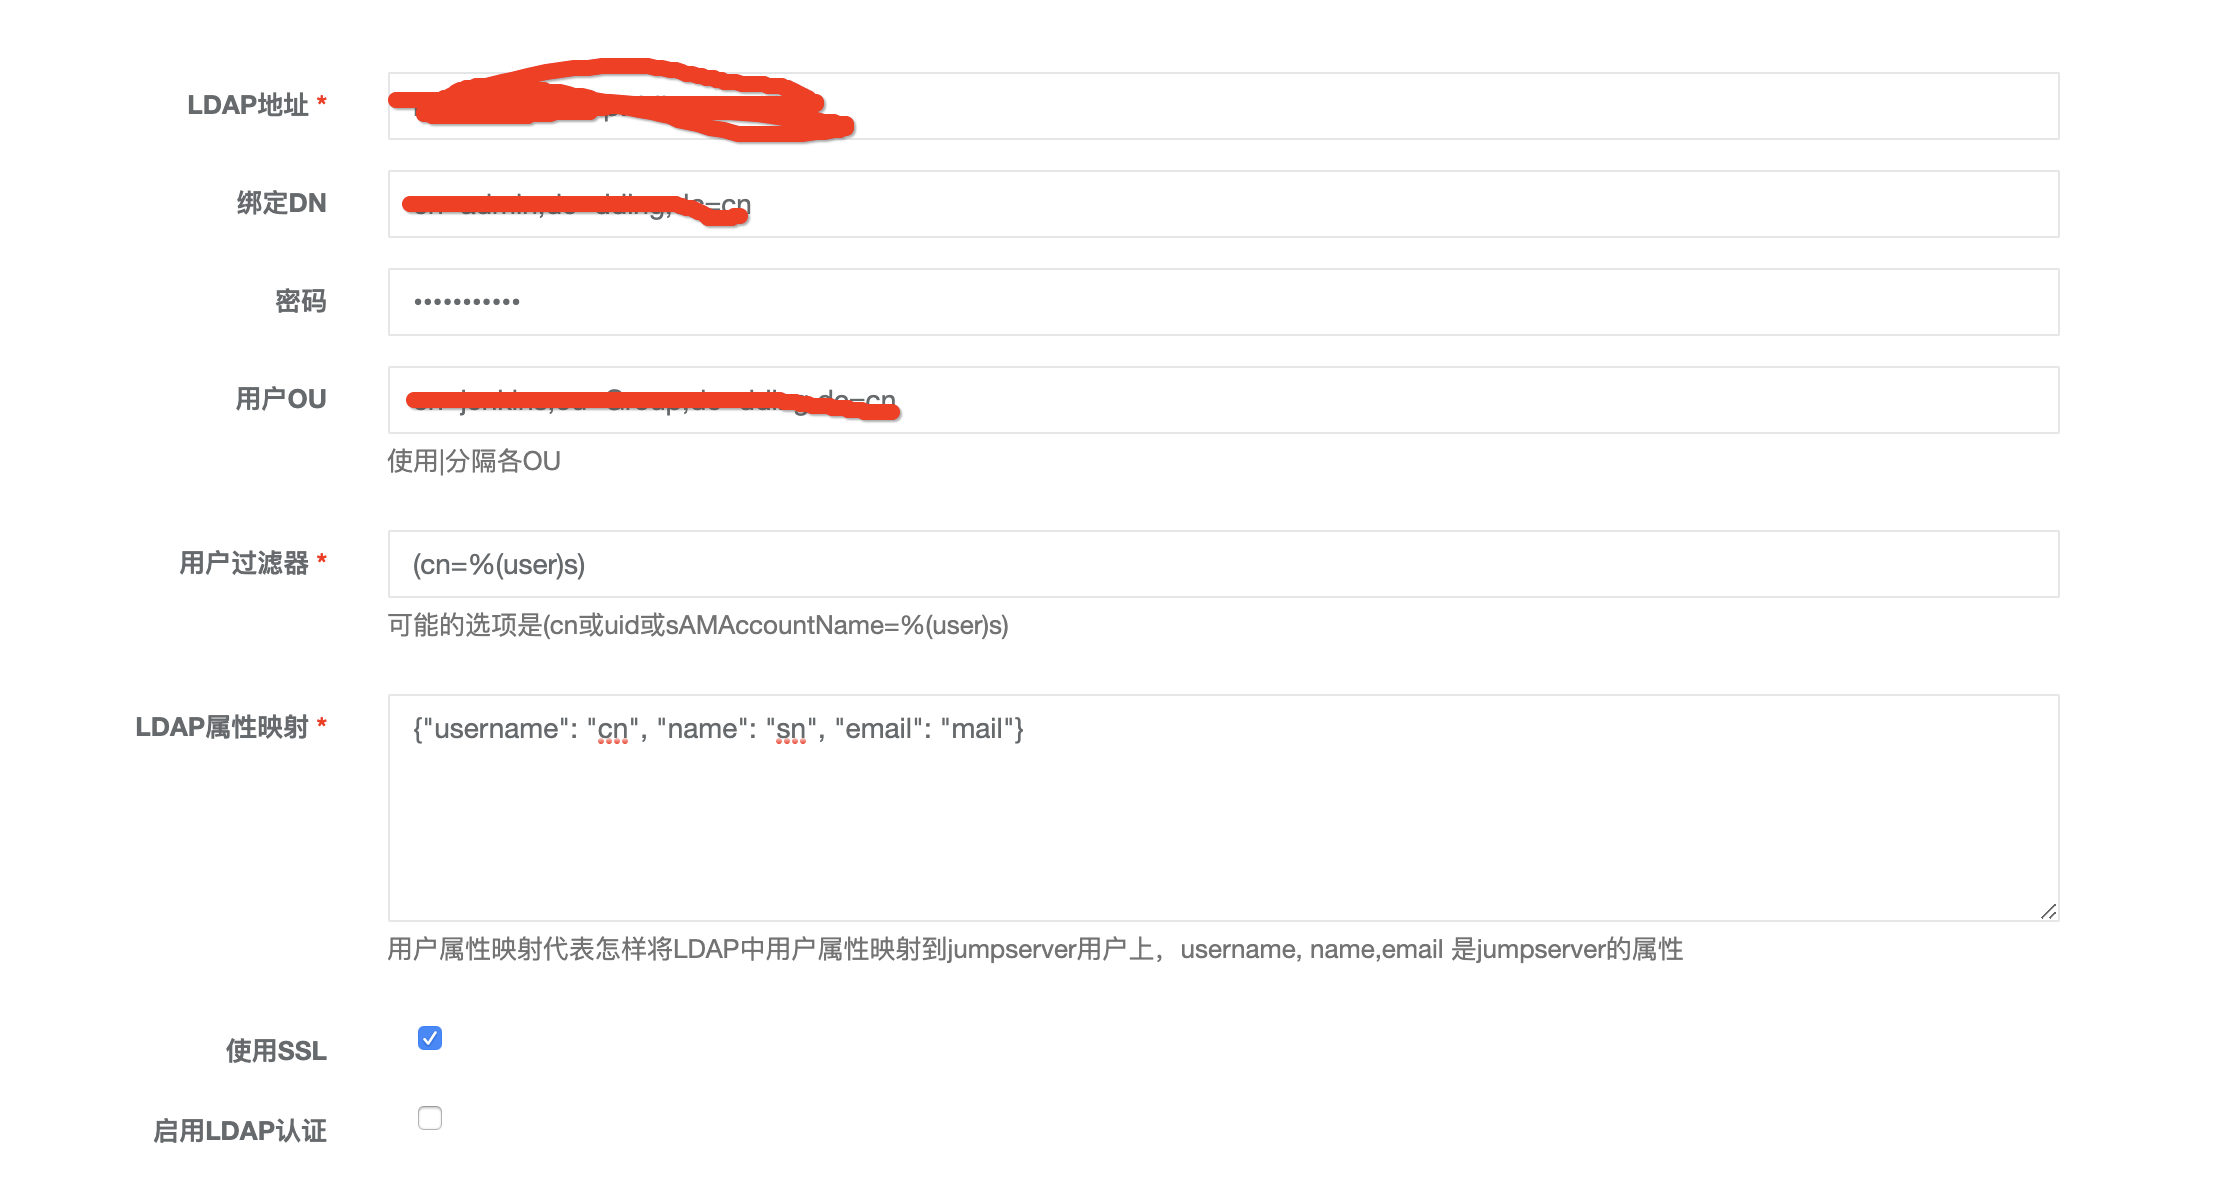 LDAP地址 *
绑定DN
=cn
密码 •••••••••••
用户OU
=cn
使用|分隔各OU
用户过滤器 * (cn=%(user)s)
可能的选项是(cn或uid或sAMAccountName=%(user)s)
LDAP属性映射 * {"username": "cn", "name": "sn", "email": "mail"}
用户属性映射代表怎样将LDAP中用户属性映射到jumpserver用户上，username, name,email 是jumpserver的属性
使用SSL
启用LDAP认证